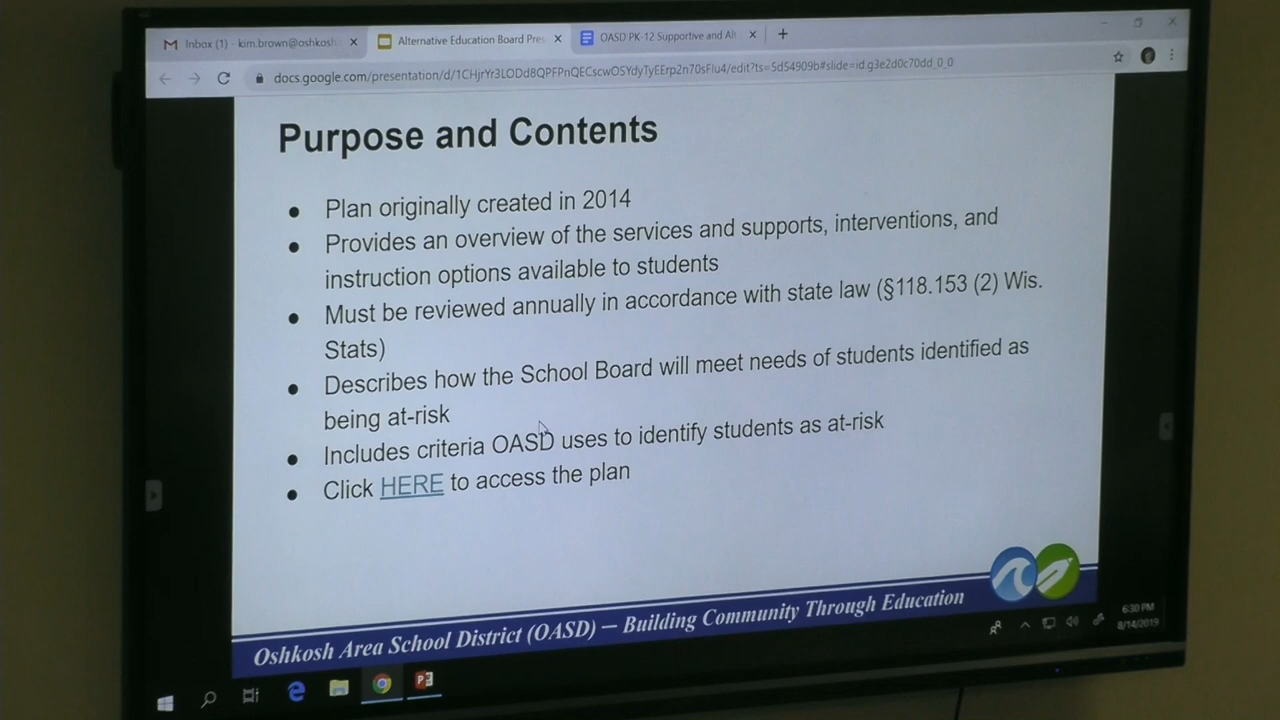 Inbox (1) - kim.brown@oshkosh
Alternative Education Board Pres
OASD PK-12 Supportive and Alt
docs.google.com/presentation/d/1CHjrYr3LODd8QPFPnQECscwOSYdyTyEErp2n70sFlu4/edit?ts=5d54909b#slide=id.g3e2d0c70dd_0_0
Purpose and Contents
● Plan originally created in 2014
● Provides an overview of the services and supports, interventions, and
instruction options available to students
● Must be reviewed annually in accordance with state law (§118.153 (2) Wis.
Stats)
● Describes how the School Board will meet needs of students identified as
being at-risk
● Includes criteria OASD uses to identify students as at-risk
● Click HERE to access the plan
Oshkosh Area School District (OASD) — Building Community Through Education
6:30 PM
8/14/2019